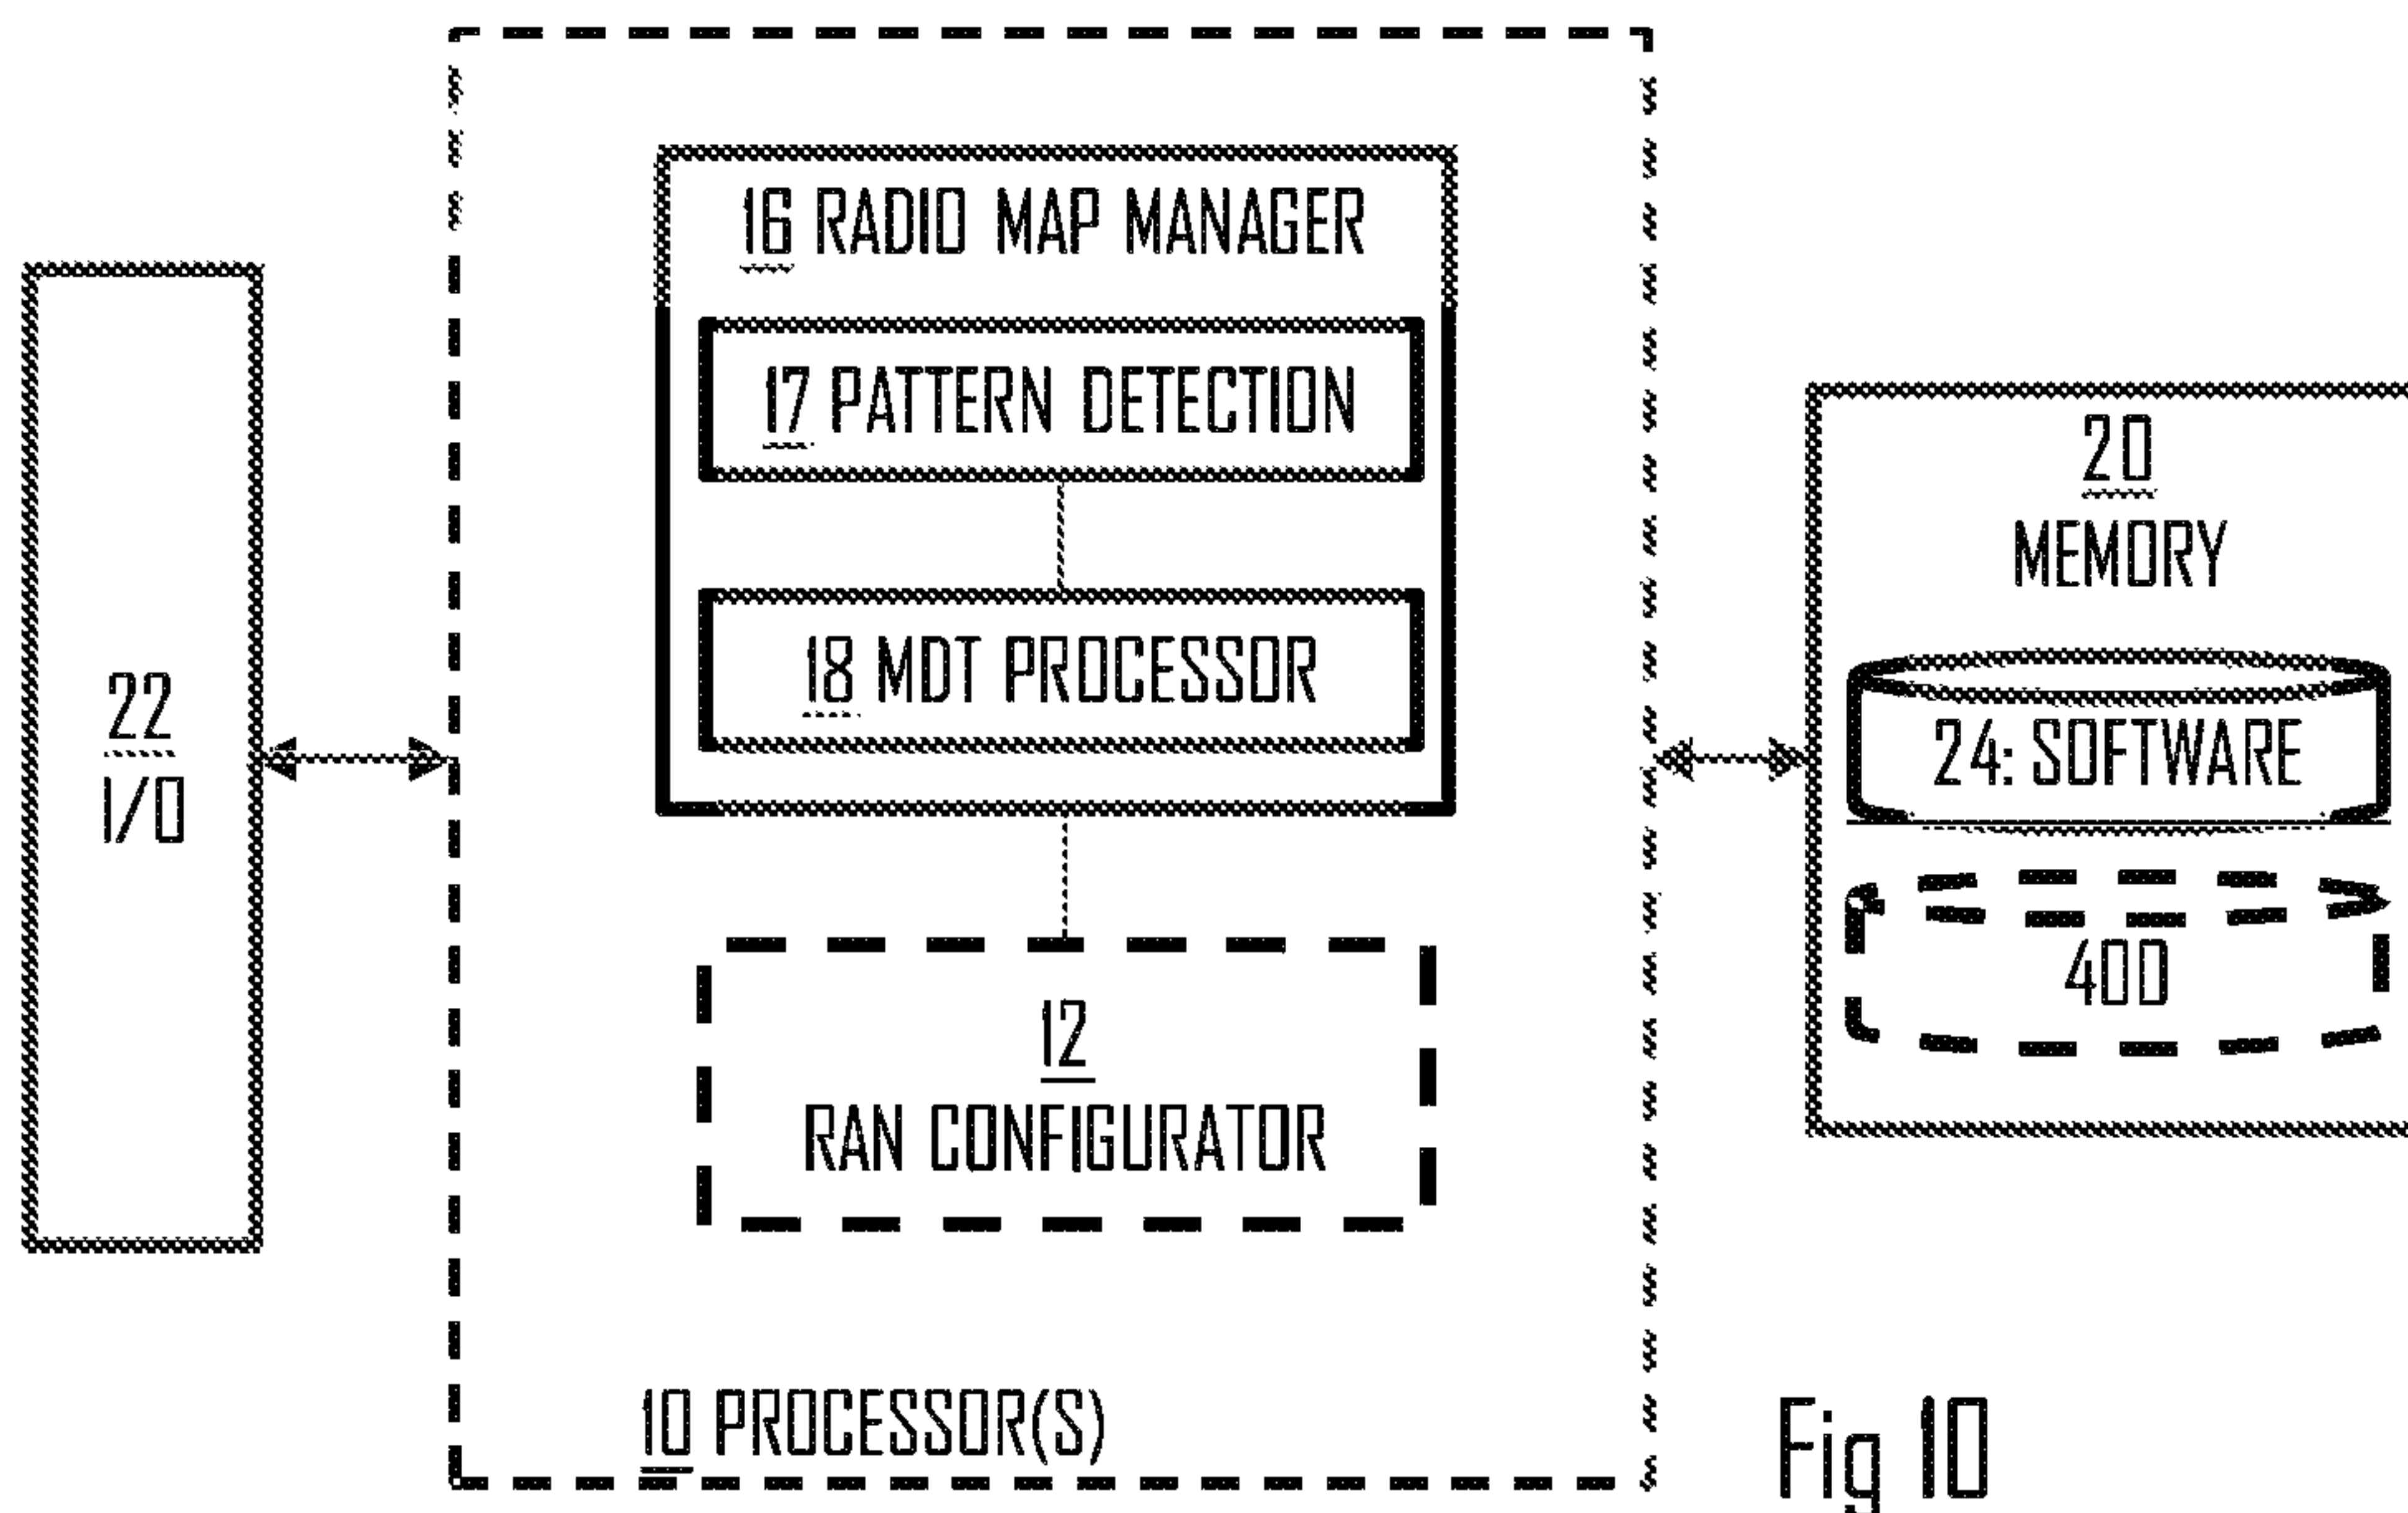 16 RADIO MAP MANAGER
17 PATTERN DETECTION
18 MDT PROCESSOR
12
RAN CONFIGURATOR
10 PROCESSOR(S)
22
I/O
20
MEMORY
24: SOFTWARE
400
Fig 10